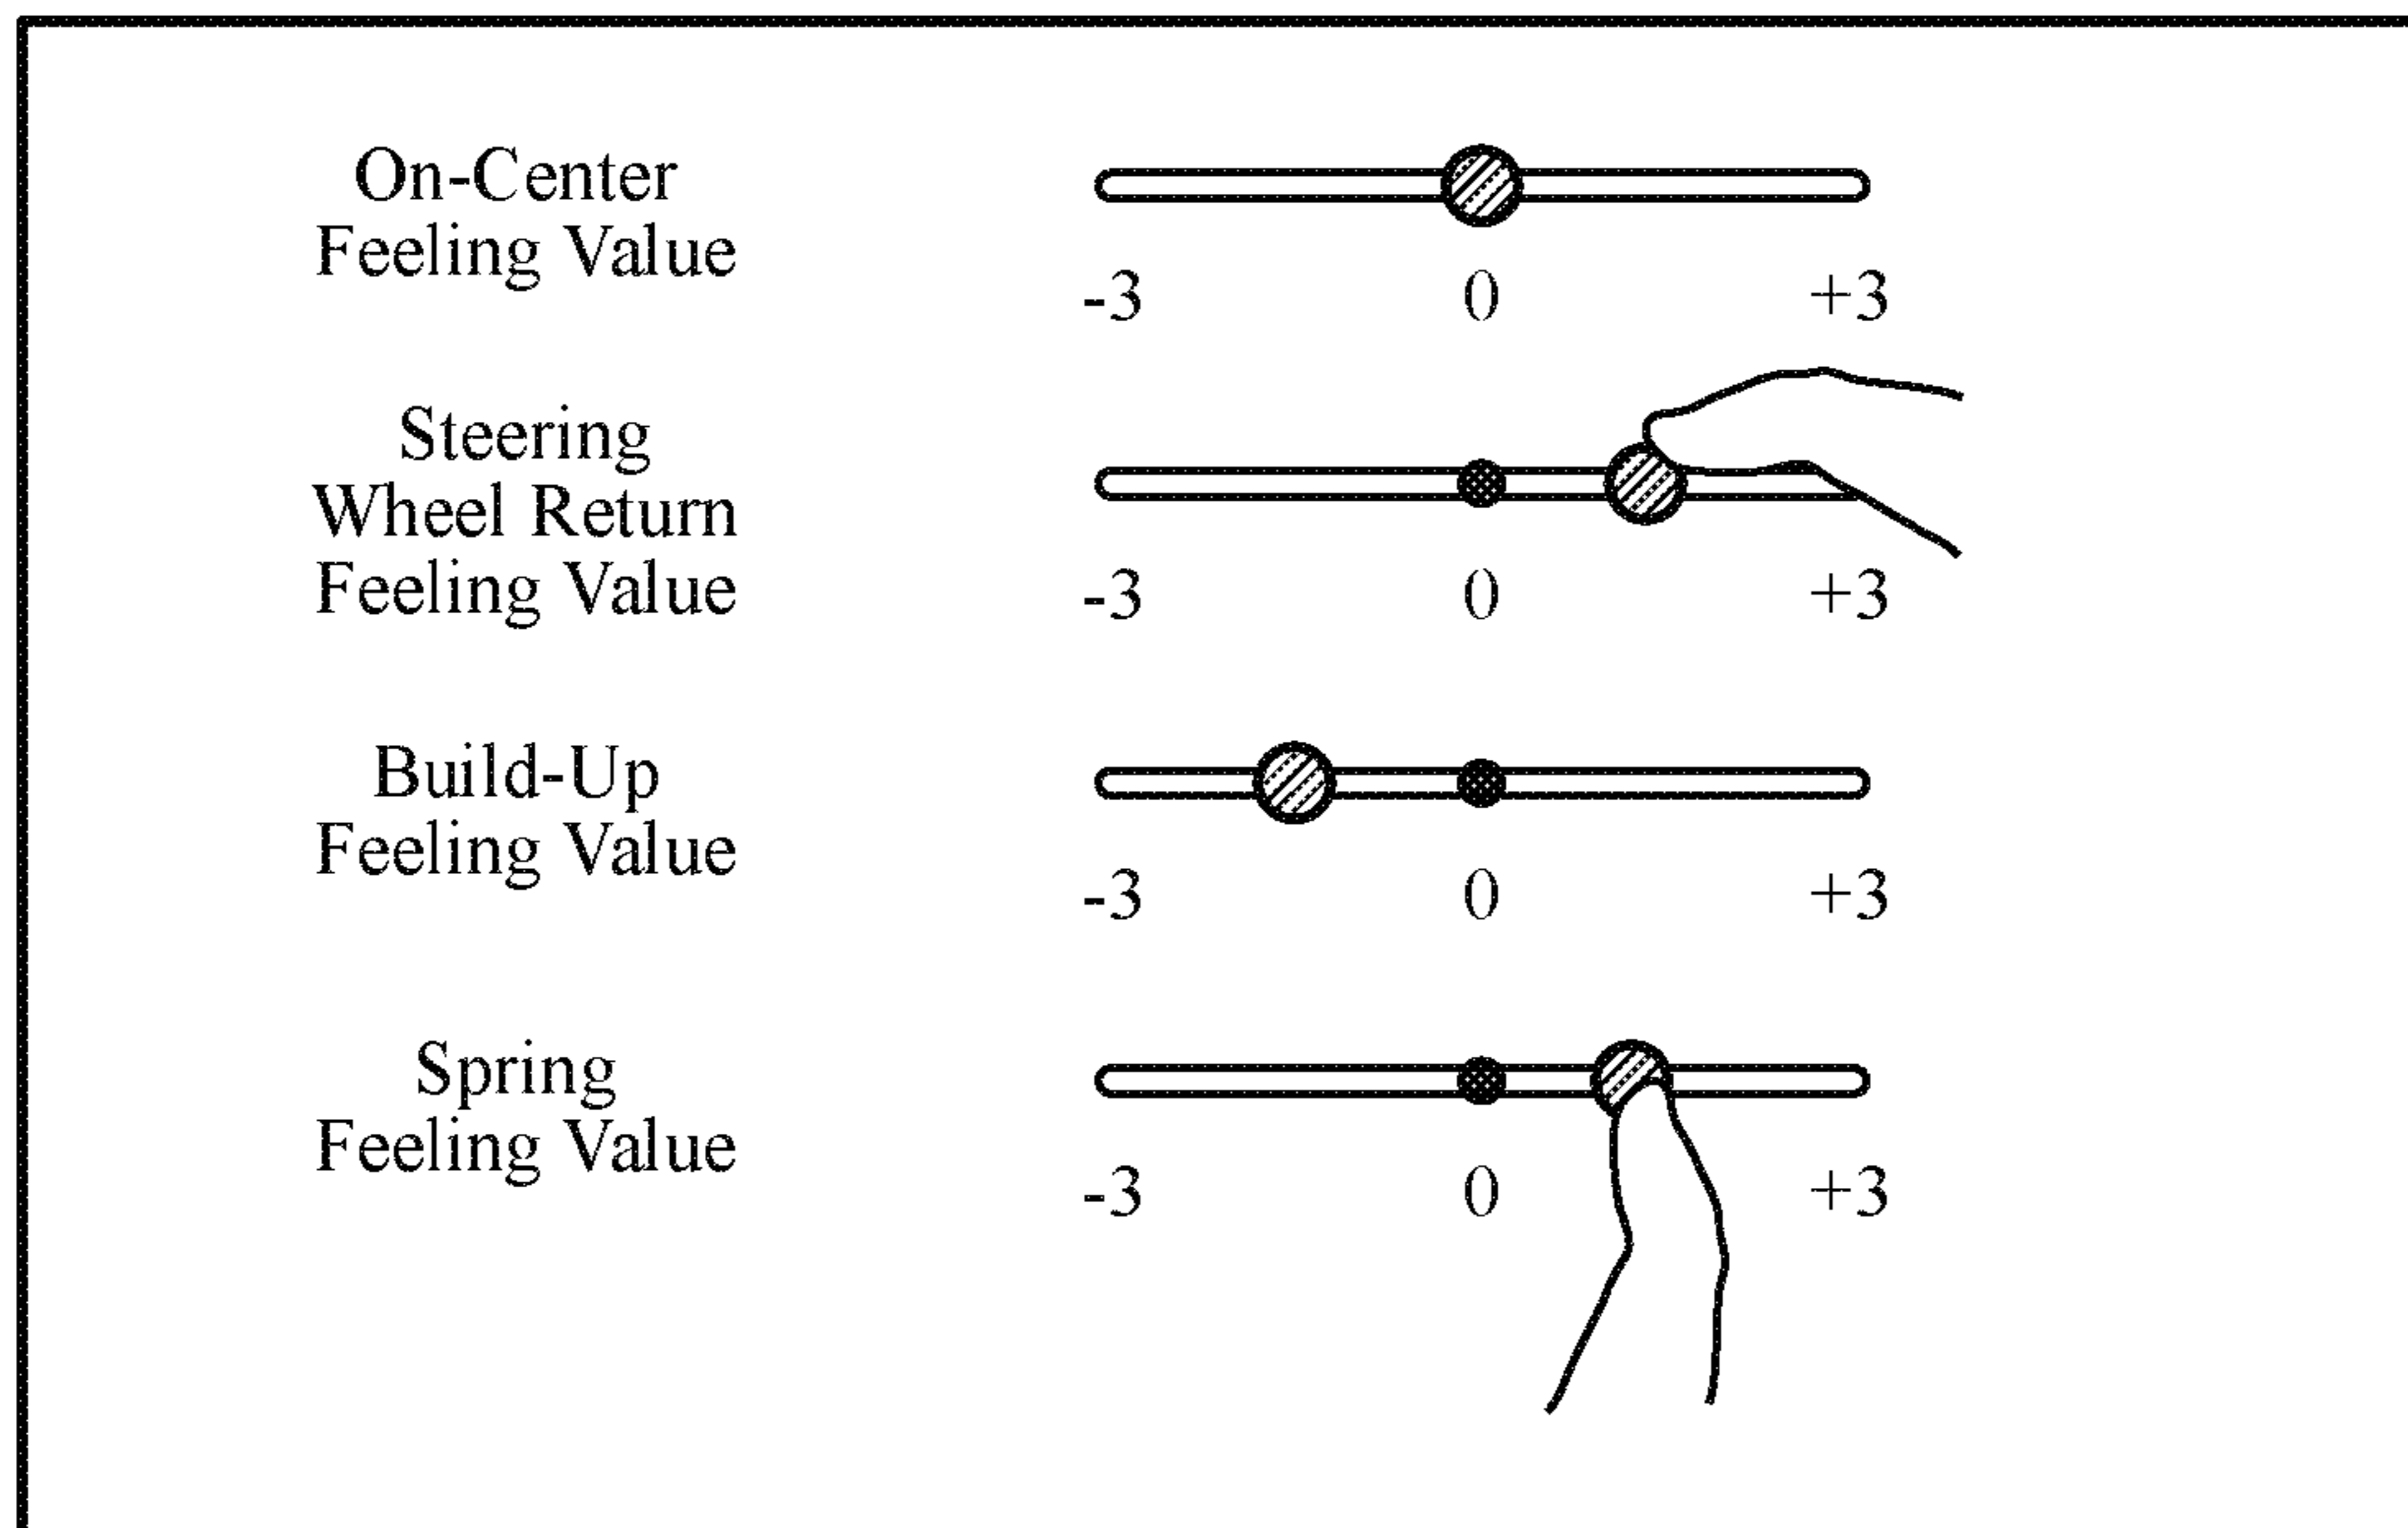 On-Center
Feeling Value
-3 0 +3
Steering
Wheel Return
Feeling Value
-3 0 +3
Build-Up
Feeling Value
-3 0 +3
Spring
Feeling Value
-3 0 +3